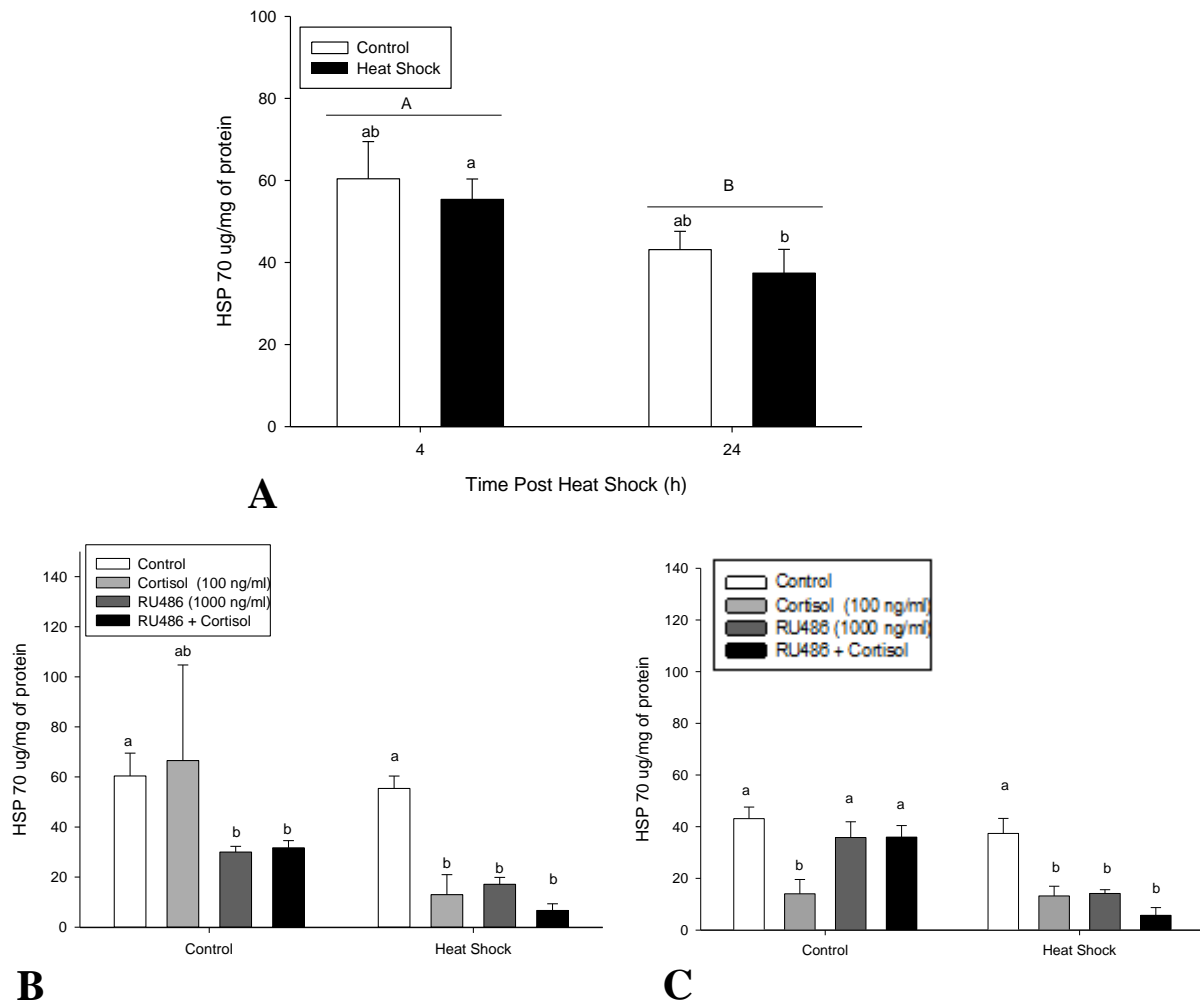 100
80
60
40
20
0
HSP 70 ug/mg of protein
Control
Heat Shock
A
ab
a
B
ab
b
4
24
Time Post Heat Shock (h)
A
140
120
100
80
60
40
20
0
HSP 70 ug/mg of protein
Control
Cortisol (100 ng/ml)
RU486 (1000 ng/ml)
RU486 + Cortisol
a
ab
b
b
a
b
b
b
Control
Heat Shock
B
140
120
100
80
60
40
20
0
HSP 70 ug/mg of protein
Control
Cortisol (100 ng/ml)
RU486 (1000 ng/ml)
RU486 + Cortisol
a
b
a
a
a
b
b
b
Control
Heat Shock
C